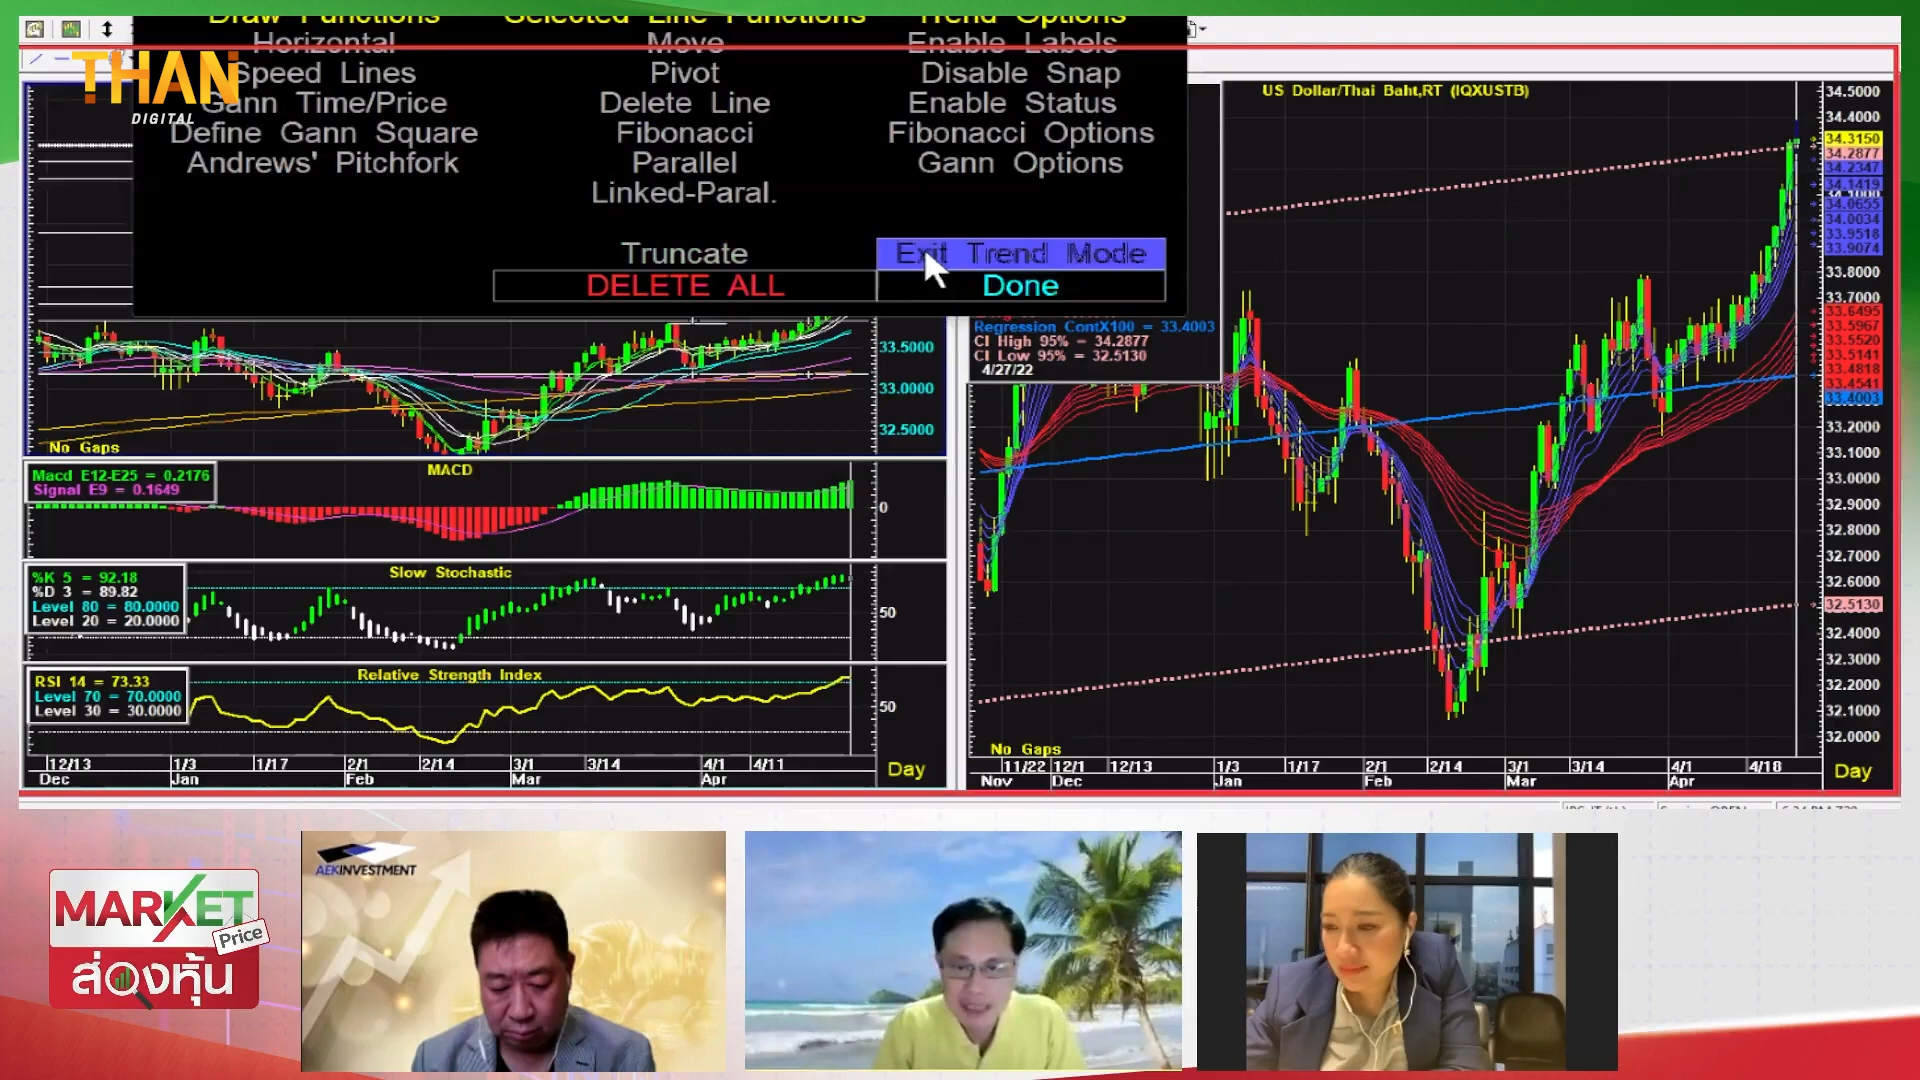 Draw Functions Selected Line Functions Trend Options
Horizontal Move Enable Labels
Speed Lines Pivot Disable Snap
Gann Time/Price Delete Line Enable Status
Define Gann Square Fibonacci Fibonacci Options
Andrews' Pitchfork Parallel Gann Options
Linked-Paral.
Truncate Exit Trend Mode
DELETE ALL Done
THAN
DIGITAL
33.5000
33.0000
32.5000
No Gaps
MACD
Macd E12-E25 = 0.2176
Signal E9 = 0.1649
0
Slow Stochastic
%K 5 = 92.18
%D 3 = 89.82
Level 80 = 80.0000
Level 20 = 20.0000
50
Relative Strength Index
RSI 14 = 73.33
Level 70 = 70.0000
Level 30 = 30.0000
50
12/13 1/3 1/17 2/1 2/14 3/1 3/14 4/1 4/11
Dec Jan Feb Mar Apr
Day
US Dollar/Thai Baht,RT (IQXUSTB)
Regression ContX100 = 33.4003
CI High 95% = 34.2877
CI Low 95% = 32.5130
4/27/22
34.5000
34.4000
34.3150
34.2877
34.2347
34.1419
34.1000
34.0655
34.0034
33.9518
33.9074
33.8000
33.7000
33.6495
33.5967
33.5520
33.5141
33.4818
33.4541
33.4003
33.2000
33.1000
33.0000
32.9000
32.8000
32.7000
32.6000
32.5130
32.4000
32.3000
32.2000
32.1000
32.0000
No Gaps
11/22 12/1 12/13 1/3 1/17 2/1 2/14 3/1 3/14 4/1 4/18
Nov Dec Jan Feb Mar Apr
Day
MARKET
Price
ส่องหุ้น
AEKINVESTMENT